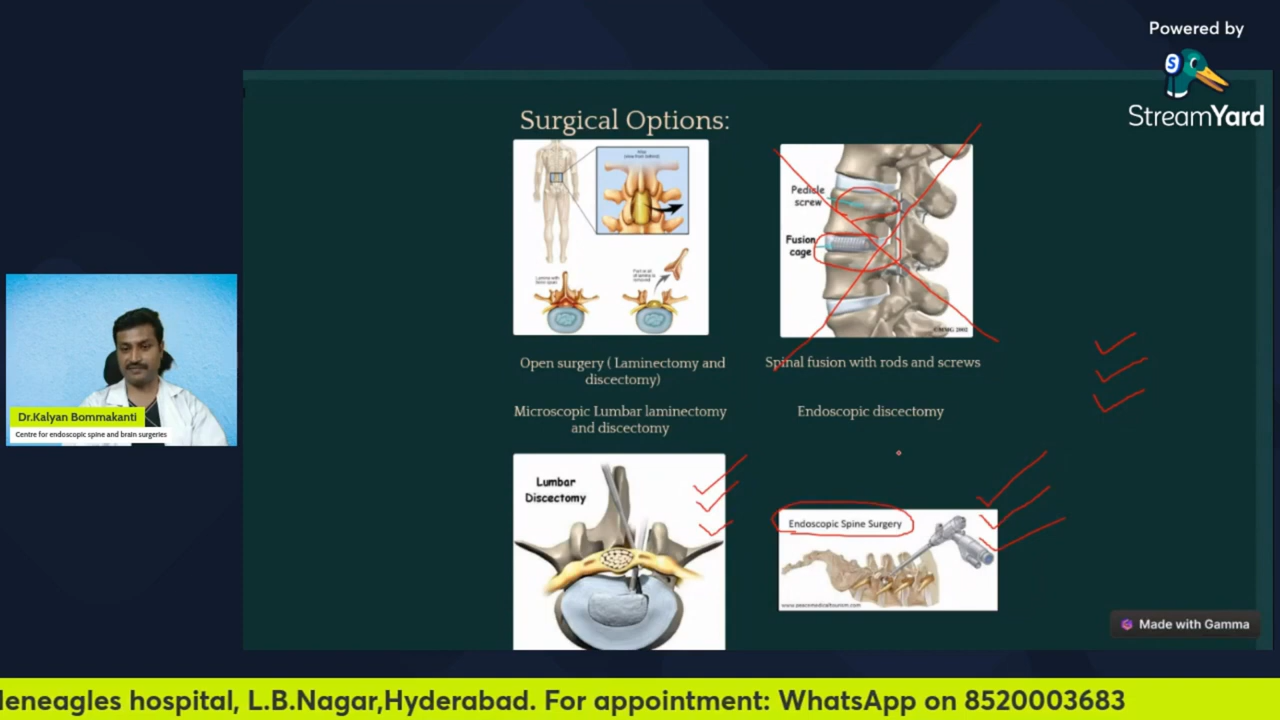 Powered by
StreamYard
Surgical Options:
Pedicle
screw
Fusion
cage
Open surgery ( Laminectomy and
discectomy)
Spinal fusion with rods and screws
Microscopic Lumbar laminectomy
and discectomy
Endoscopic discectomy
Lumbar
Discectomy
Endoscopic Spine Surgery
www.peacemedicaltourism.com
Dr.Kalyan Bommakanti
Centre for endoscopic spine and brain surgeries
Made with Gamma
leneagles hospital, L.B.Nagar,Hyderabad. For appointment: WhatsApp on 8520003683